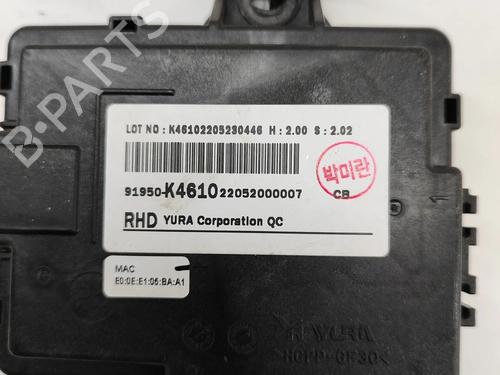 LOT NO : K46102205230446 H : 2.00 S : 2.02
91950-K4610 22052000007 CB
박미란
RHD YURA Corporation QC
MAC
E0:0E:E1:05:BA:A1
YURA
B-Parts